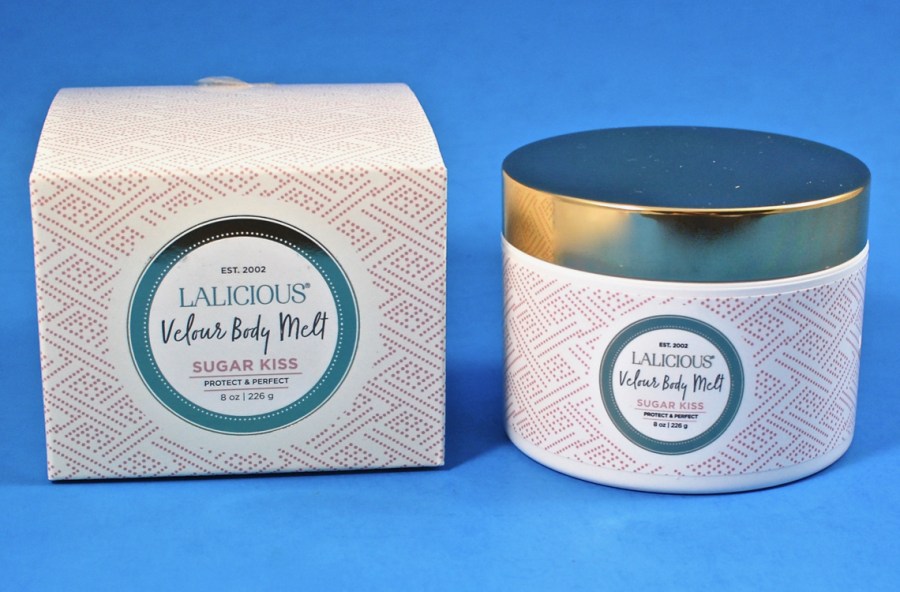 EST. 2002
LALICIOUS®
Velour Body Melt
SUGAR KISS
PROTECT & PERFECT
8 oz | 226 g
EST. 2002
LALICIOUS®
Velour Body Melt
SUGAR KISS
PROTECT & PERFECT
8 oz | 226 g